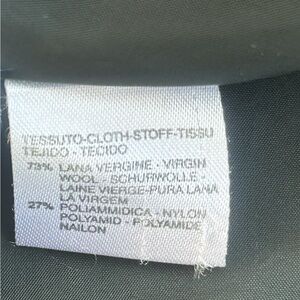 TESSUTO-CLOTH-STOFF-TISSU
TEJIDO - TECIDO
73% LANA VERGINE - VIRGIN
WOOL - SCHURWOLLE -
LAINE VIERGE-PURA LANA
LA VIRGEM
27% POLIAMMIDICA - NYLON
POLYAMID - POLYAMIDE
NAILON